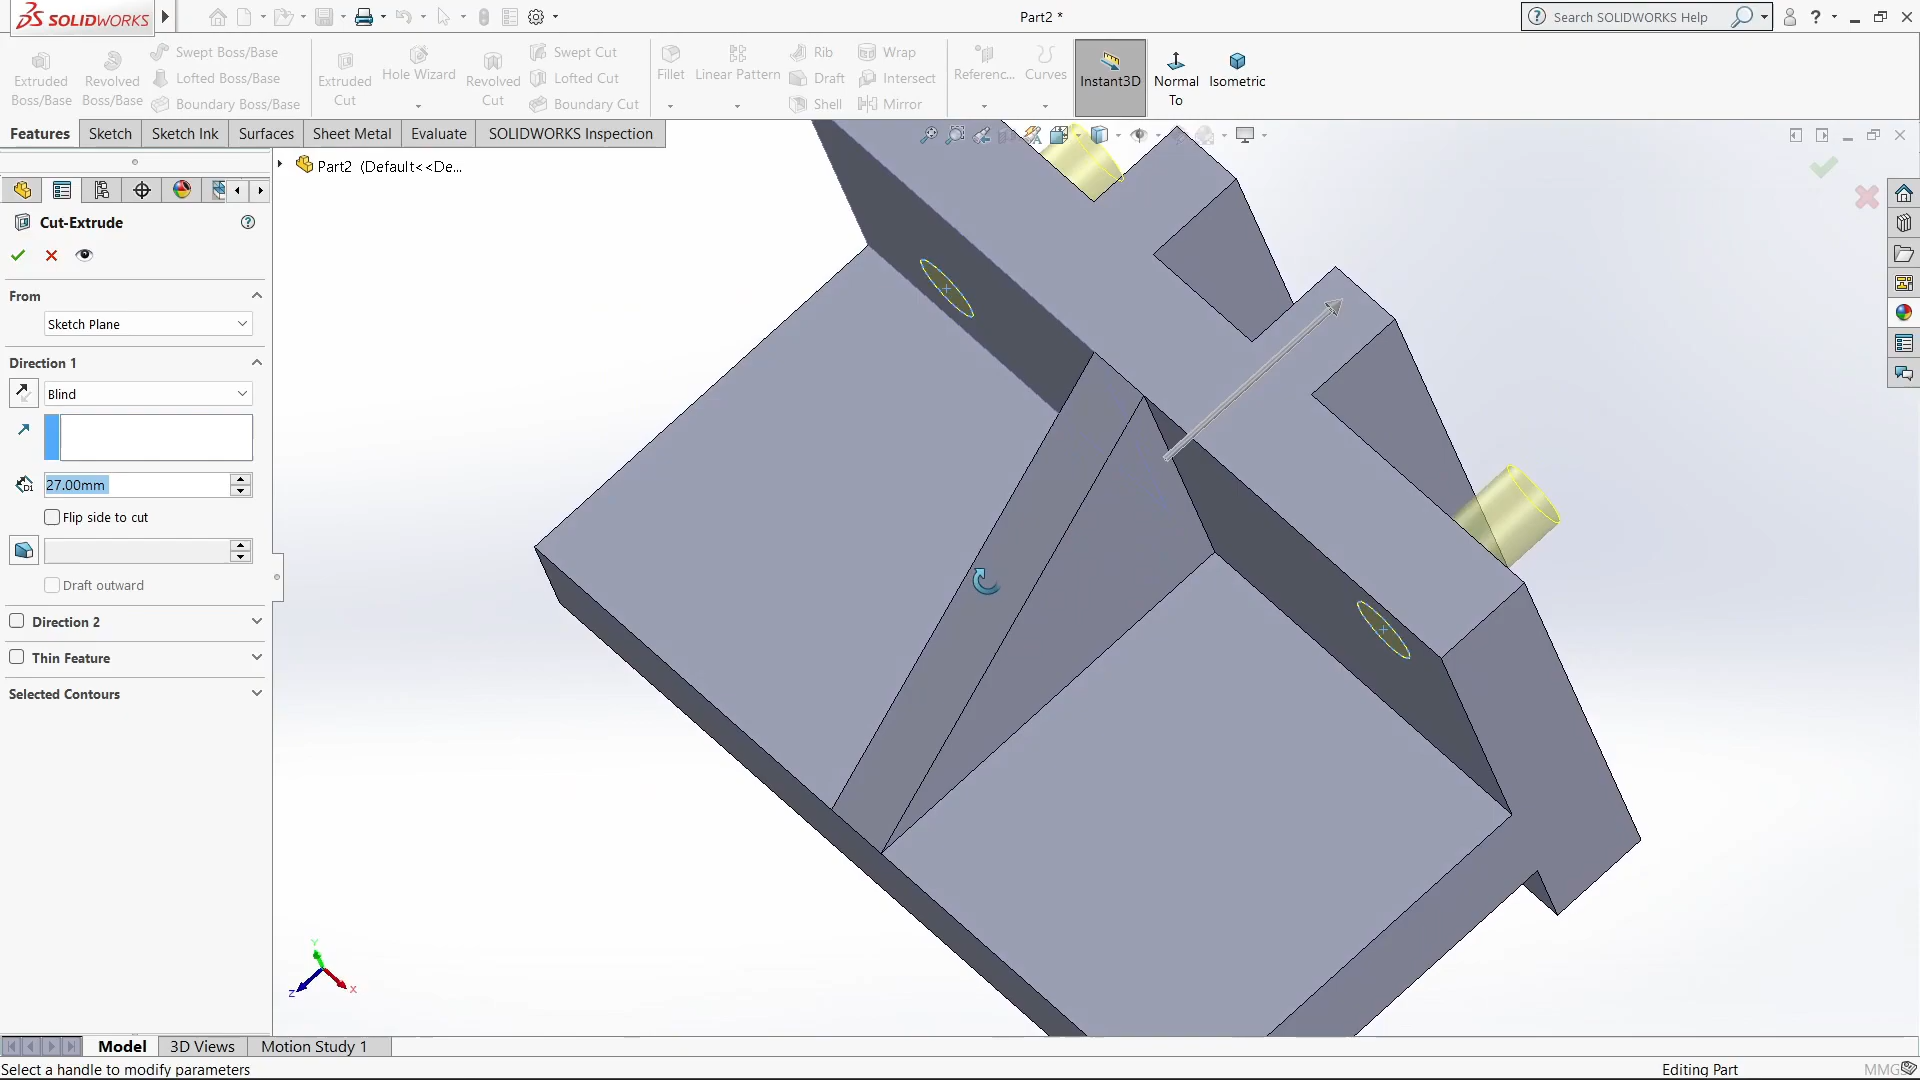 SOLIDWORKS
Part2 *
Search SOLIDWORKS Help
Extruded Boss/Base
Revolved Boss/Base
Swept Boss/Base
Lofted Boss/Base
Boundary Boss/Base
Extruded Cut
Hole Wizard
Revolved Cut
Swept Cut
Lofted Cut
Boundary Cut
Fillet
Linear Pattern
Rib
Draft
Shell
Wrap
Intersect
Mirror
Referenc...
Curves
Instant3D
Normal To
Isometric
Features
Sketch
Sketch Ink
Surfaces
Sheet Metal
Evaluate
SOLIDWORKS Inspection
Part2 (Default<<De...
Cut-Extrude
From
Sketch Plane
Direction 1
Blind
D1
27.00mm
Flip side to cut
Draft outward
Direction 2
Thin Feature
Selected Contours
Y
Z
X
Model
3D Views
Motion Study 1
Select a handle to modify parameters
Editing Part